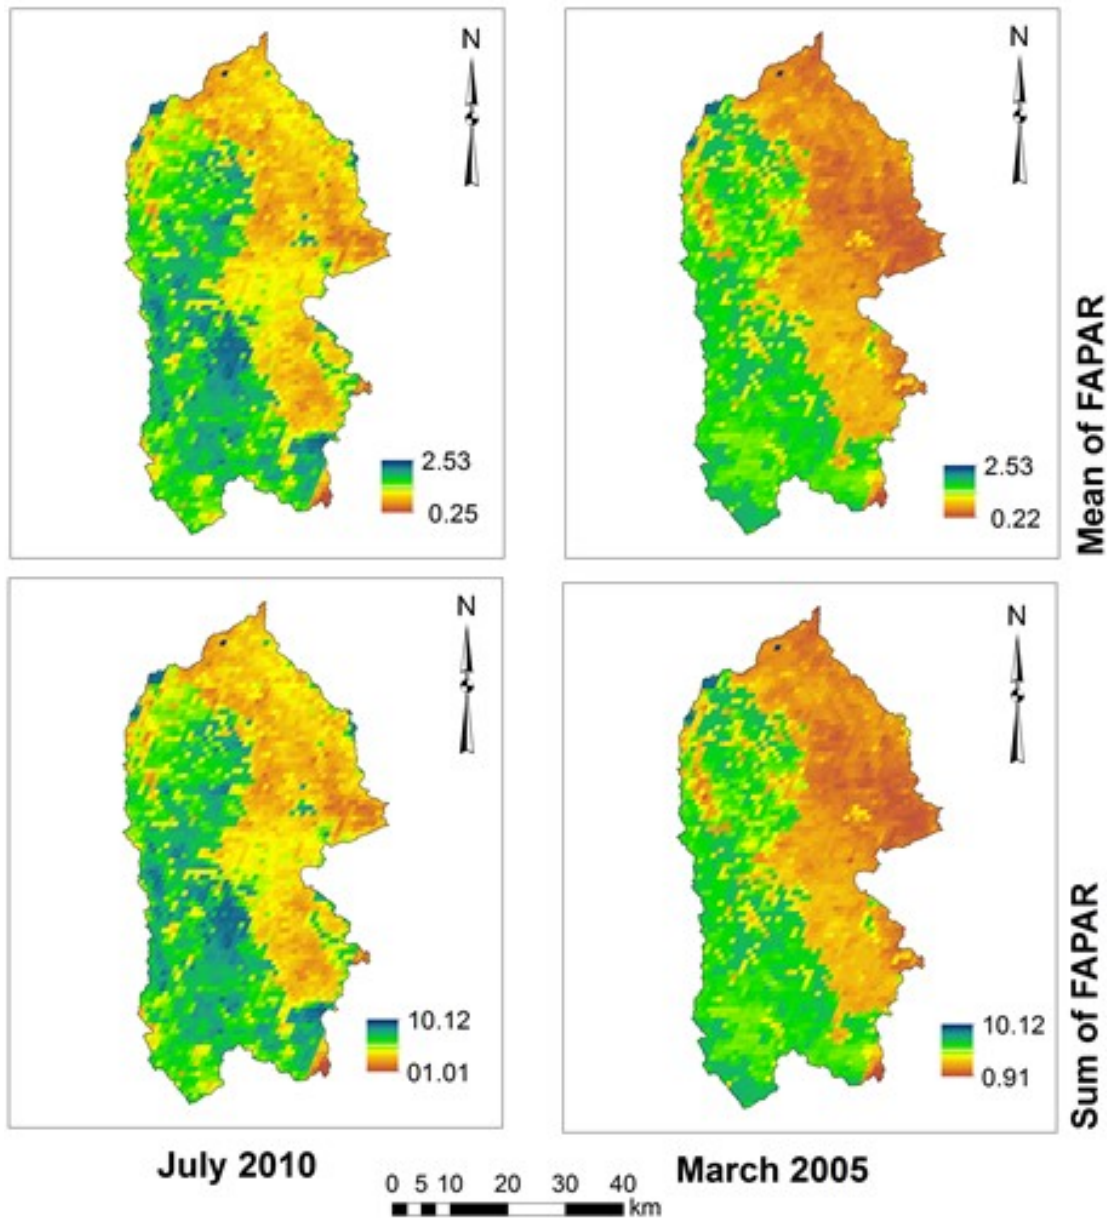 N
N
2.53
0.25
2.53
0.22
Mean of FAPAR
N
N
10.12
01.01
10.12
0.91
Sum of FAPAR
July 2010
March 2005
0 5 10 20 30 40
km